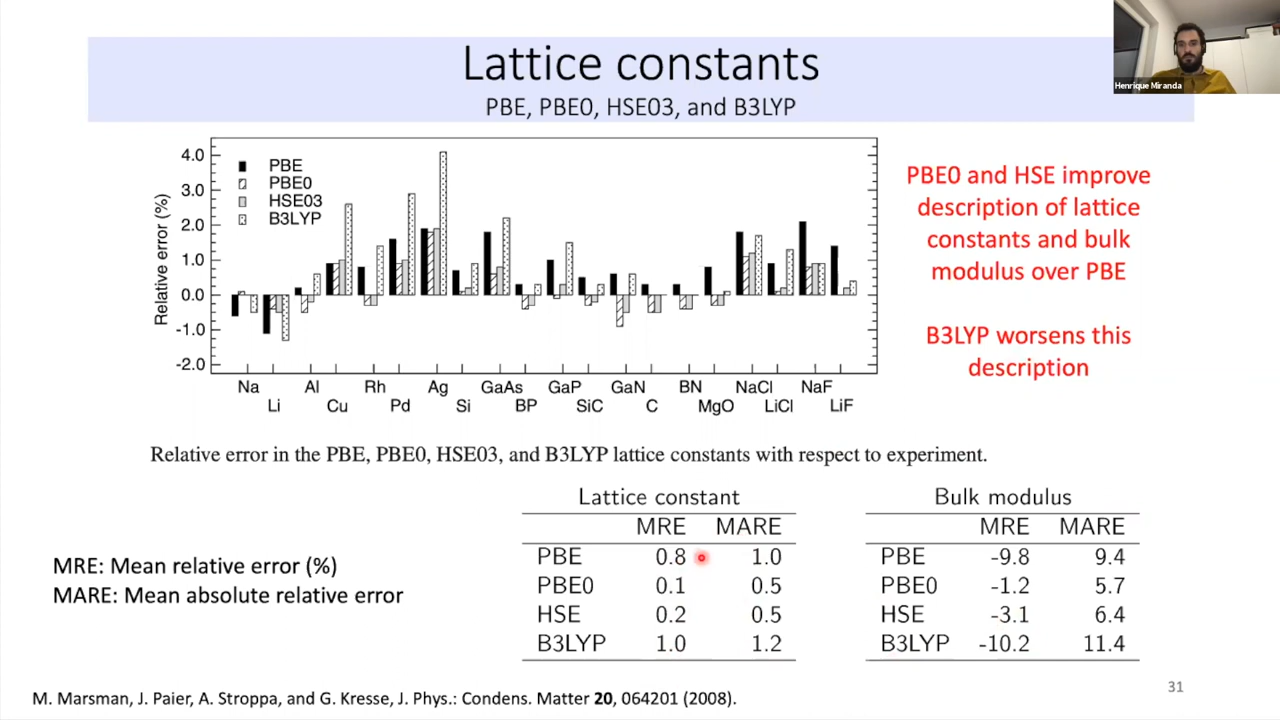 Lattice constants
PBE, PBE0, HSE03, and B3LYP
Henrique Miranda
4.0
3.0
2.0
1.0
0.0
-1.0
-2.0
Relative error (%)
PBE
PBE0
HSE03
B3LYP
Na Al Rh Ag GaAs GaP GaN BN NaCl NaF
Li Cu Pd Si BP SiC C MgO LiCl LiF
PBE0 and HSE improve
description of lattice
constants and bulk
modulus over PBE
B3LYP worsens this
description
Relative error in the PBE, PBE0, HSE03, and B3LYP lattice constants with respect to experiment.
MRE: Mean relative error (%)
MARE: Mean absolute relative error
Lattice constant
MRE MARE
PBE 0.8 1.0
PBE0 0.1 0.5
HSE 0.2 0.5
B3LYP 1.0 1.2
Bulk modulus
MRE MARE
PBE -9.8 9.4
PBE0 -1.2 5.7
HSE -3.1 6.4
B3LYP -10.2 11.4
M. Marsman, J. Paier, A. Stroppa, and G. Kresse, J. Phys.: Condens. Matter 20, 064201 (2008).
31